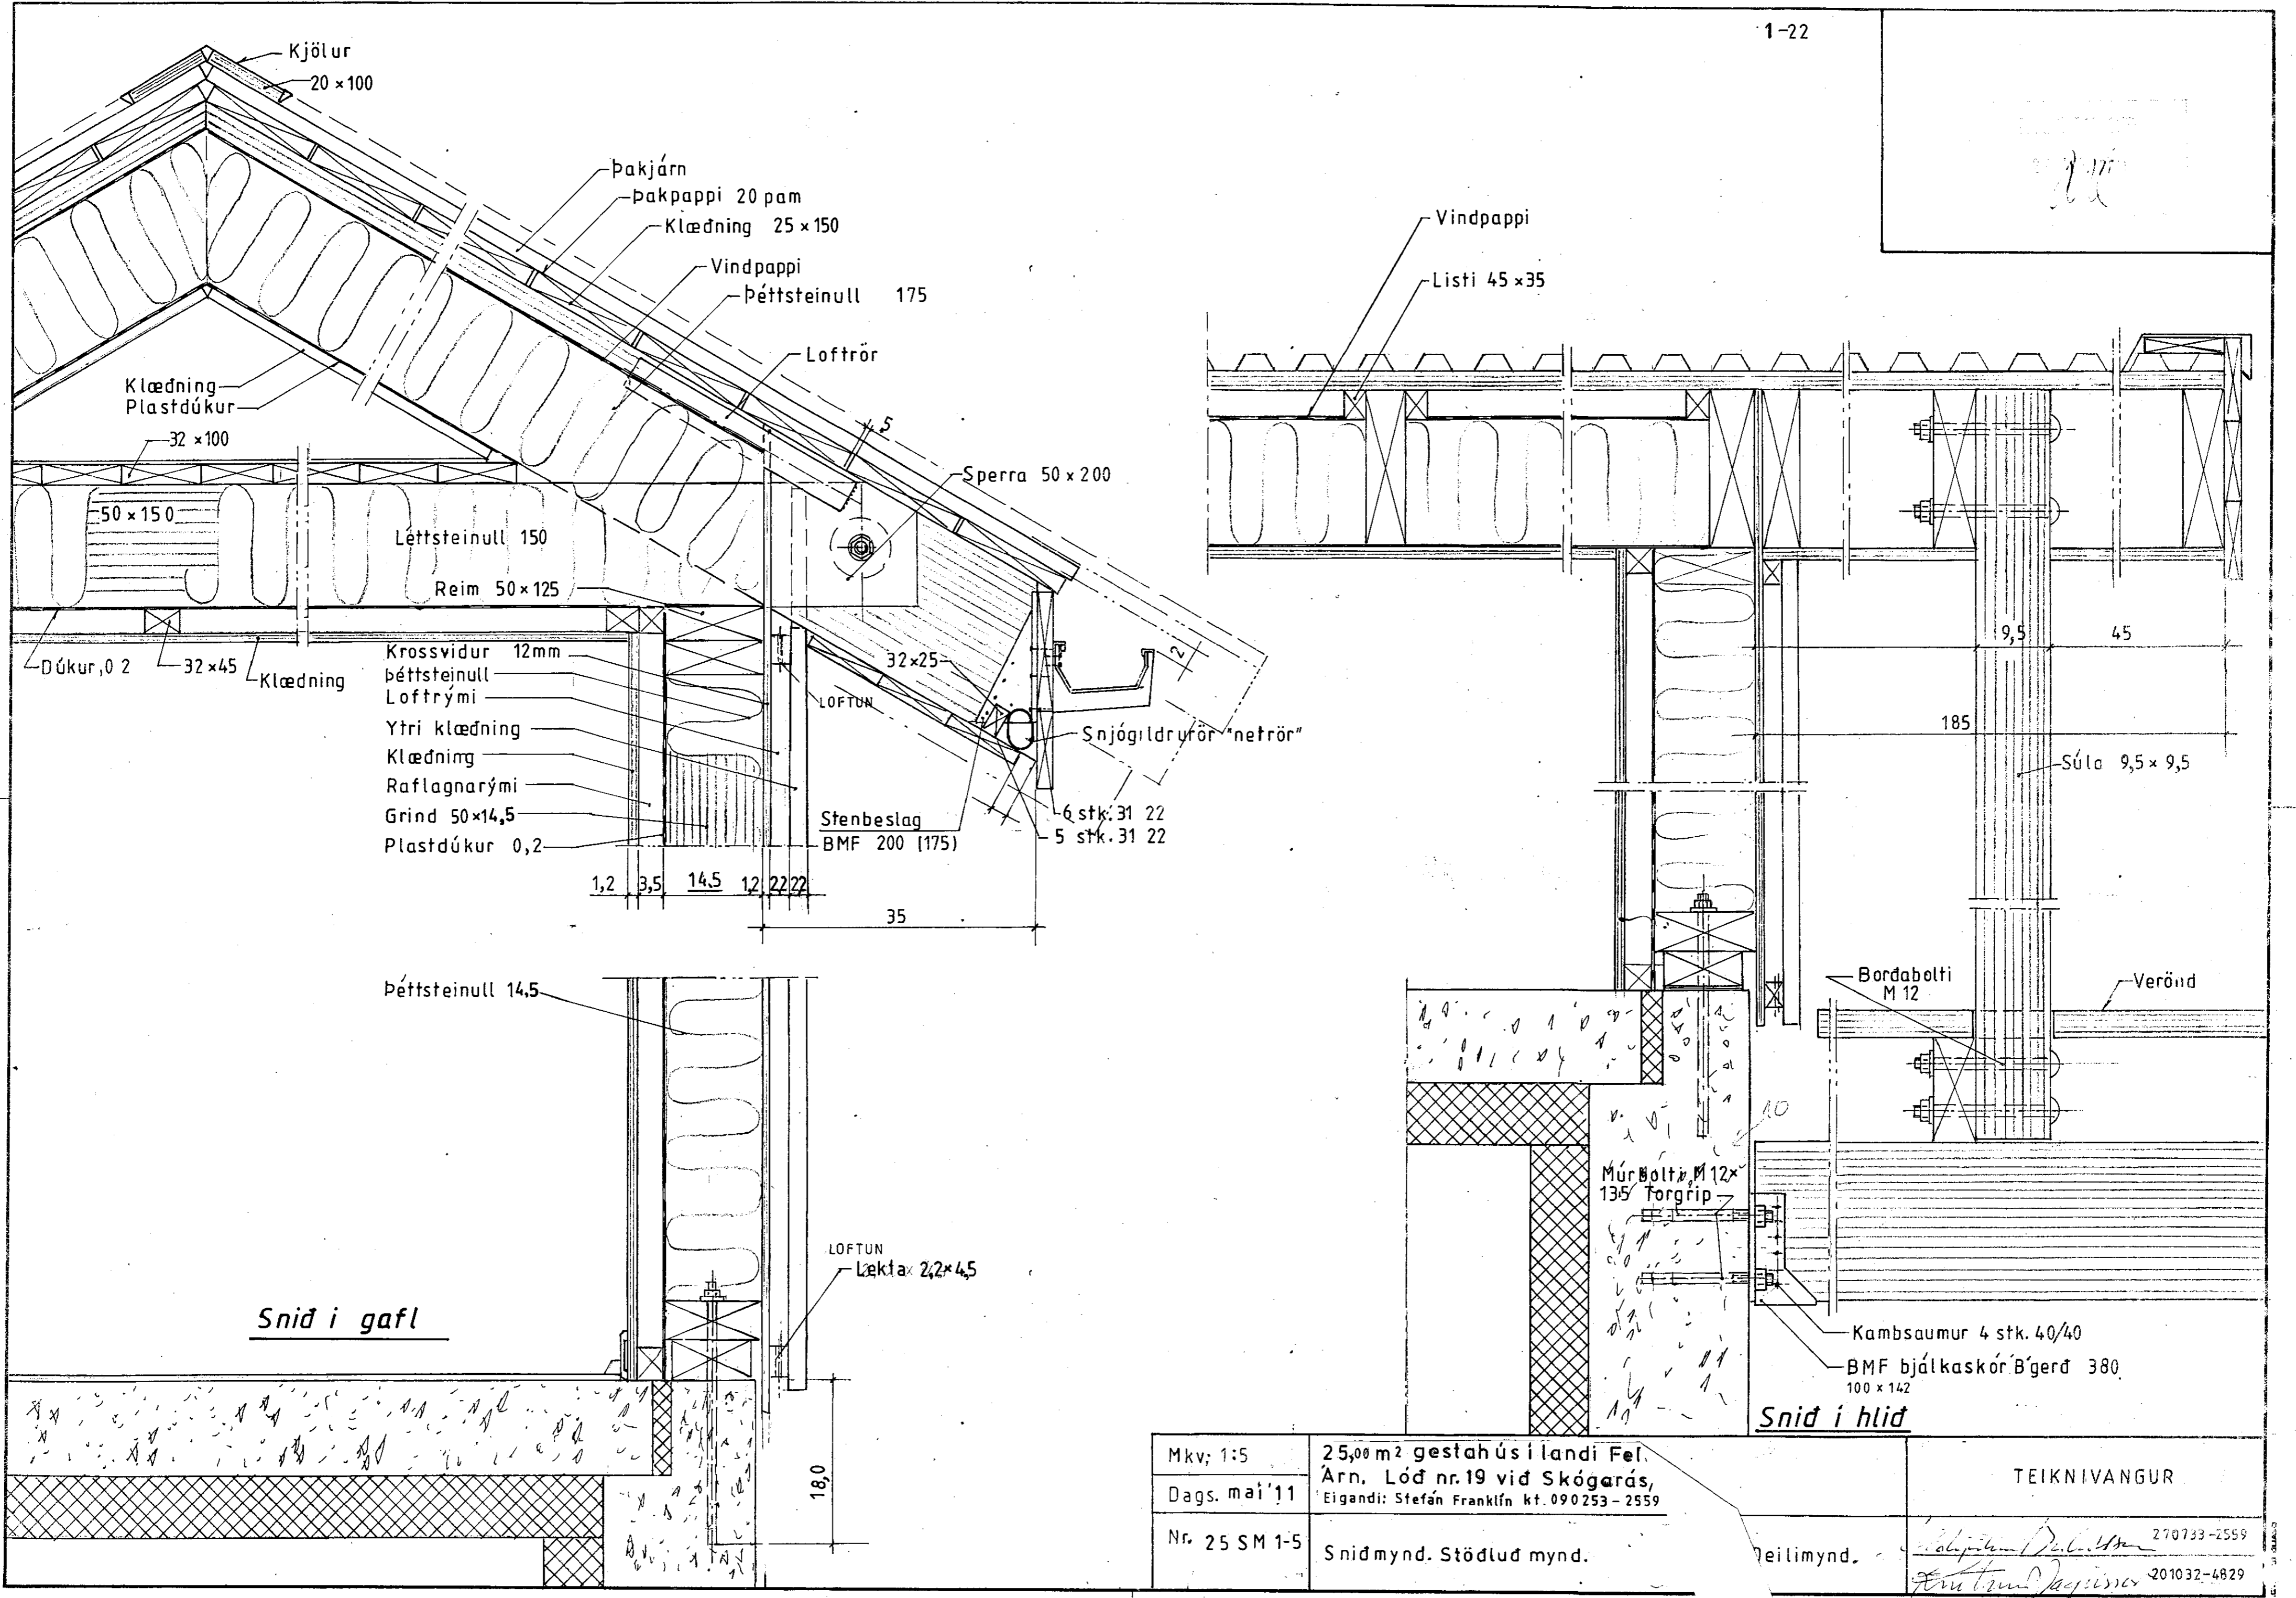 1-22
Kjölur
20 × 100
Þakjárn
Þakpappi 20 pam
Klæðning 25 × 150
Vindpappi
Þéttsteinull 175
Loftrör
5
Sperra 50 × 200
Klæðning
Plastdúkur
32 × 100
50 × 150
Léttsteinull 150
Reim 50 × 125
Dúkur, 0 2
32 × 45
Klæðning
Krossviður 12mm
Þéttsteinull
Loftrými
Ytri klæðning
Klæðning
Raflagnarými
Grind 50×14,5
Plastdúkur 0,2
LOFTUN
32×25
2
Snjógildrurör "netrör"
6 stk. 31 22
5 stk. 31 22
Stenbeslag
BMF 200 (175)
1,2 3,5 14,5 1,2 22 22
35
Þéttsteinull 14,5
LOFTUN
Lekta 2,2×4,5
18,0
Snið i gafl
Vindpappi
Listi 45 ×35
9,5 45
185
Súla 9,5 × 9,5
Borðabolti
M 12
Verönd
10
Múrbolti M 12×
135 Torgrip
Kambsaumur 4 stk. 40/40
BMF bjálkaskór B gerð 380
100 × 142
Snið i hlið
Mkv; 1:5
Dags. mai '11
Nr. 25 SM 1-5
25,00 m2 gestahús i landi Fel.
Árn. Lóð nr. 19 við Skógarás,
Eigandi: Stefán Franklín kt. 090253-2559
Sniðmynd. Stöðluð mynd.
Deilimynd.
TEIKNIVANGUR
270733-2559
201032-4829